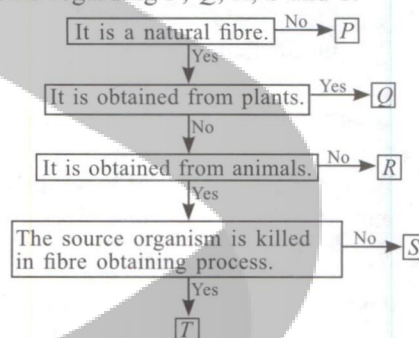 It is a natural fibre. No P
Yes
It is obtained from plants. Yes Q
No
It is obtained from animals. No R
Yes
The source organism is killed
in fibre obtaining process. No S
Yes
T